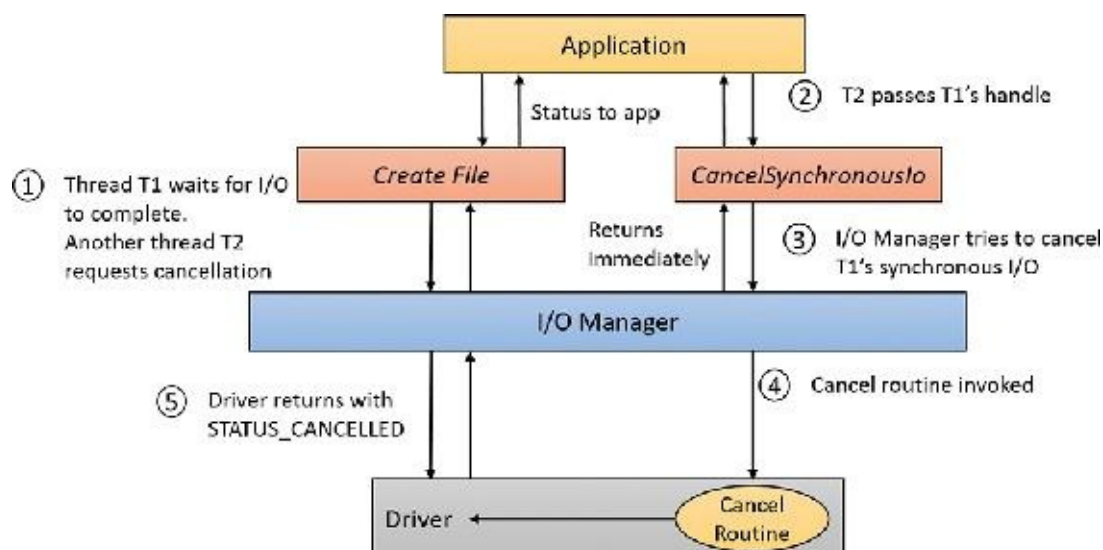 Application
② T2 passes T1's handle
Status to app
Create File
CancelSynchronousIo
① Thread T1 waits for I/O
to complete.
Another thread T2
requests cancellation
Returns
Immediately
③ I/O Manager tries to cancel
T1's synchronous I/O
I/O Manager
④ Cancel routine invoked
⑤ Driver returns with
STATUS_CANCELLED
Driver
Cancel
Routine